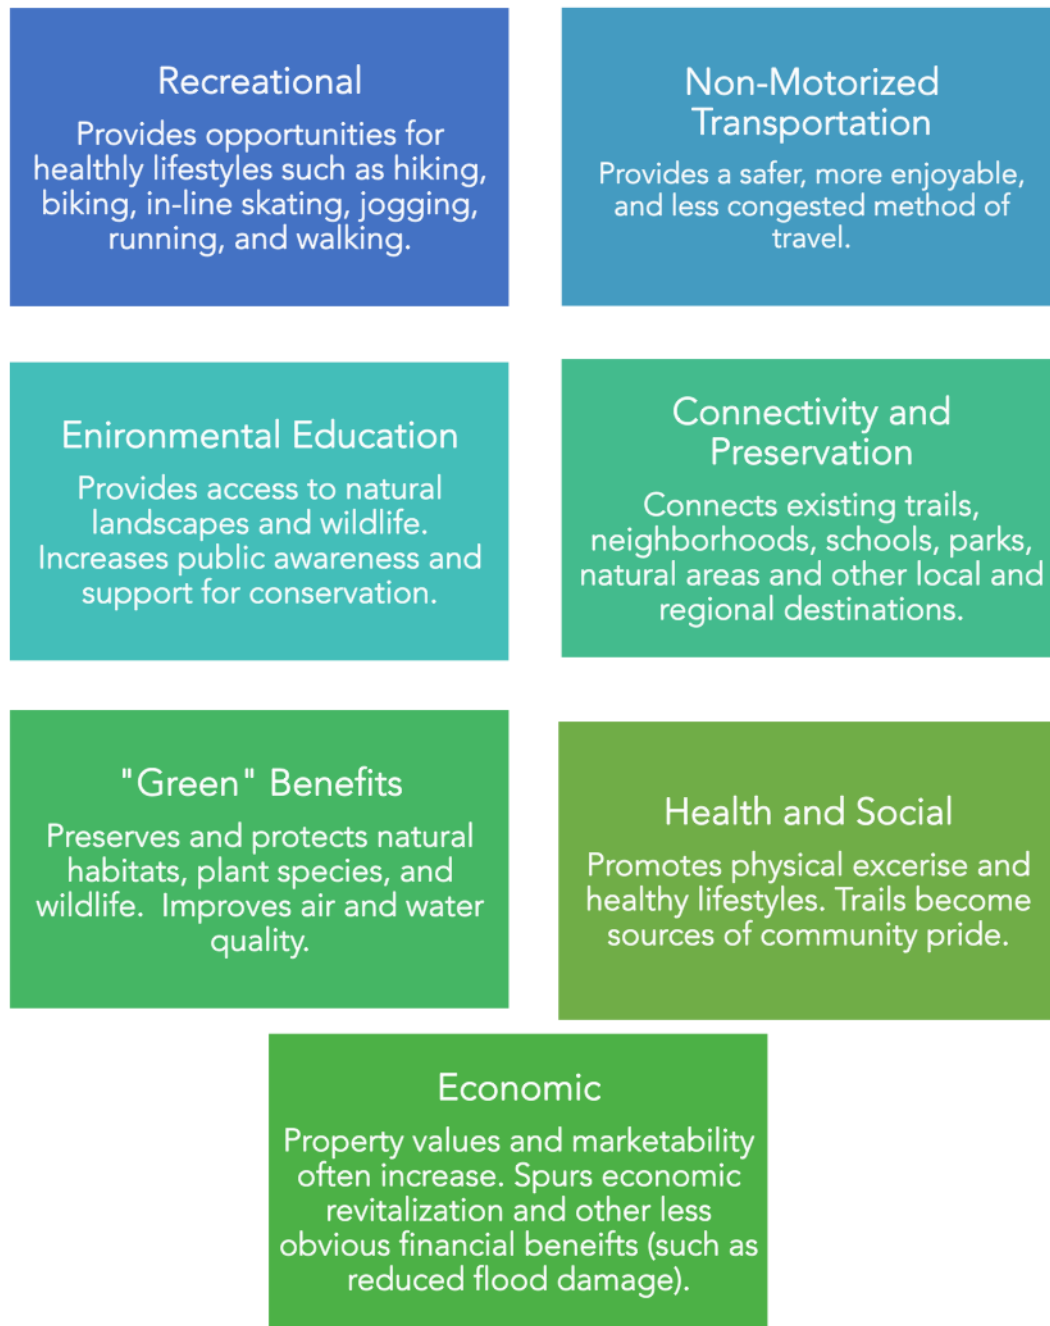 Recreational
Provides opportunities for
healthly lifestyles such as hiking,
biking, in-line skating, jogging,
running, and walking.
Non-Motorized
Transportation
Provides a safer, more enjoyable,
and less congested method of
travel.
Enironmental Education
Provides access to natural
landscapes and wildlife.
Increases public awareness and
support for conservation.
Connectivity and
Preservation
Connects existing trails,
neighborhoods, schools, parks,
natural areas and other local and
regional destinations.
"Green" Benefits
Preserves and protects natural
habitats, plant species, and
wildlife.  Improves air and water
quality.
Health and Social
Promotes physical excerise and
healthy lifestyles. Trails become
sources of community pride.
Economic
Property values and marketability
often increase. Spurs economic
revitalization and other less
obvious financial beneifts (such as
reduced flood damage).